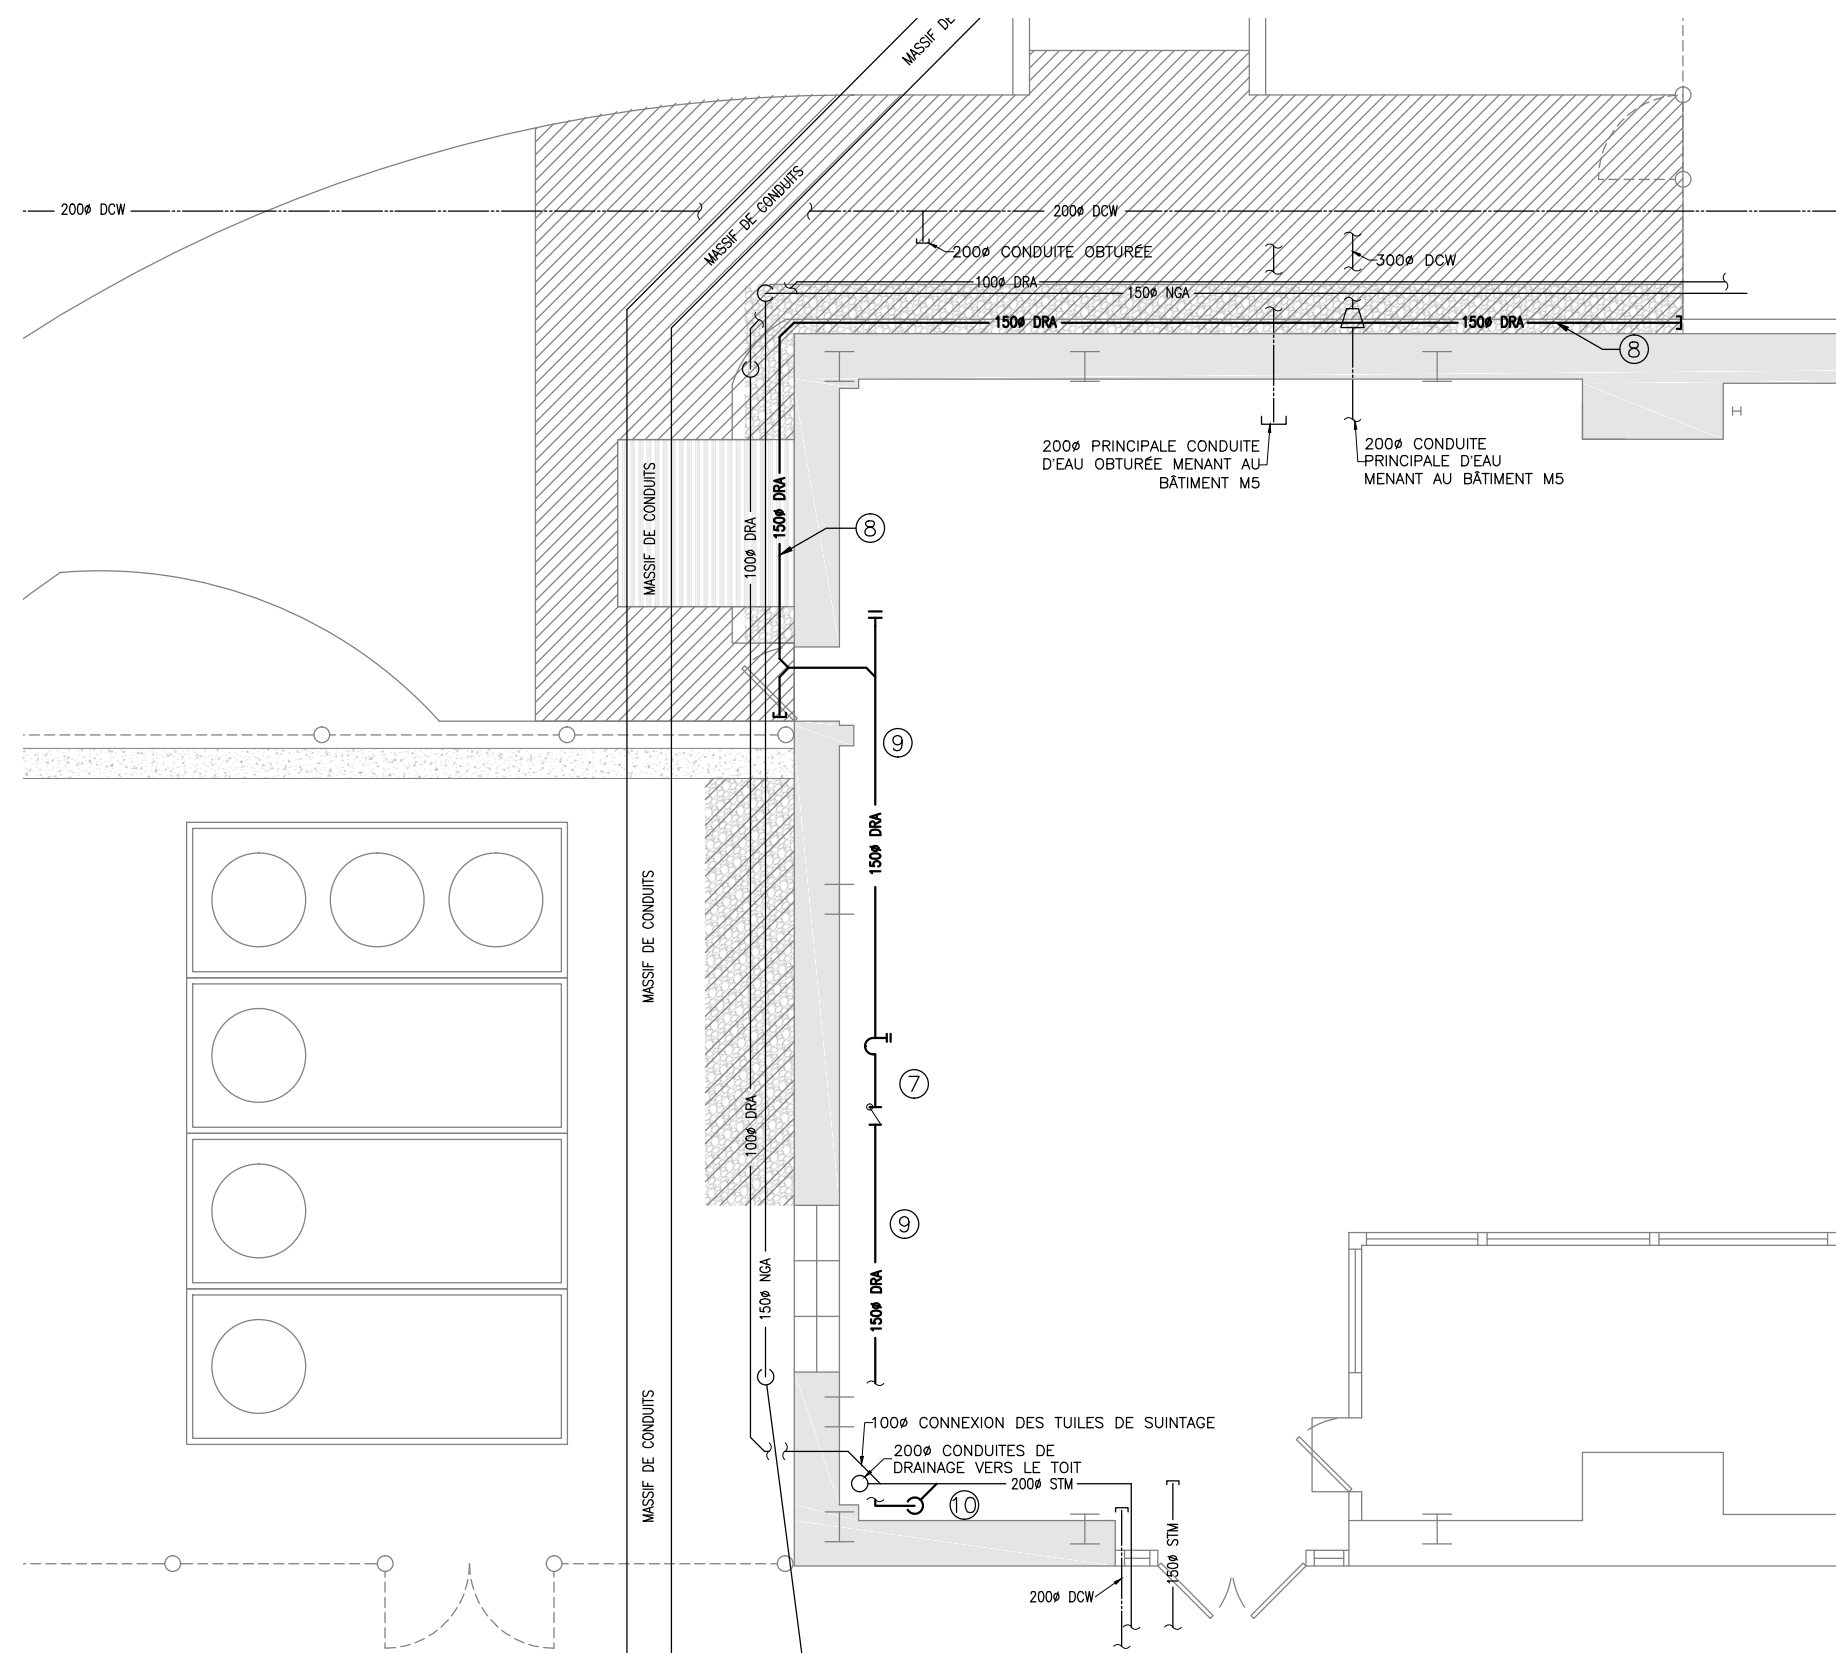 MASSIF DE
MASSIF DE CONDUITS
200ø DCW
200ø DCW
200ø CONDUITE OBTURÉE
300ø DCW
100ø DRA
150ø NGA
150ø DRA
150ø DRA
8
200ø PRINCIPALE CONDUITE
D'EAU OBTURÉE MENANT AU
BÂTIMENT M5
200ø CONDUITE
PRINCIPALE D'EAU
MENANT AU BÂTIMENT M5
MASSIF DE CONDUITS
100ø DRA
150ø DRA
8
9
150ø DRA
MASSIF DE CONDUITS
7
100ø DRA
9
150ø NGA
150ø DRA
MASSIF DE CONDUITS
100ø CONNEXION DES TUILES DE SUINTAGE
200ø CONDUITES DE
DRAINAGE VERS LE TOIT
200ø STM
10
150ø STM
200ø DCW